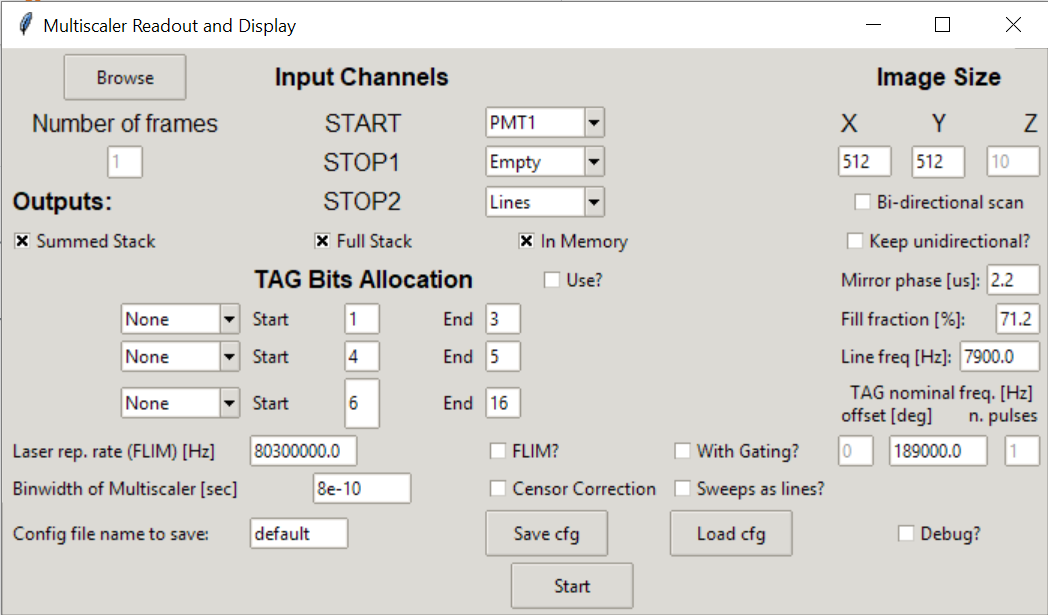 Multiscaler Readout and Display
Browse Input Channels Image Size
Number of frames START PMT1 X Y Z
1 STOP1 Empty 512 512 10
Outputs: STOP2 Lines Bi-directional scan
Summed Stack Full Stack In Memory Keep unidirectional?
TAG Bits Allocation Use? Mirror phase [us]: 2.2
None Start 1 End 3 Fill fraction [%]: 71.2
None Start 4 End 5 Line freq [Hz]: 7900.0
None Start 6 End 16 TAG nominal freq. [Hz]
offset [deg] n. pulses
Laser rep. rate (FLIM) [Hz] 80300000.0 FLIM? With Gating? 0 189000.0 1
Binwidth of Multiscaler [sec] 8e-10 Censor Correction Sweeps as lines?
Config file name to save: default Save cfg Load cfg Debug?
Start